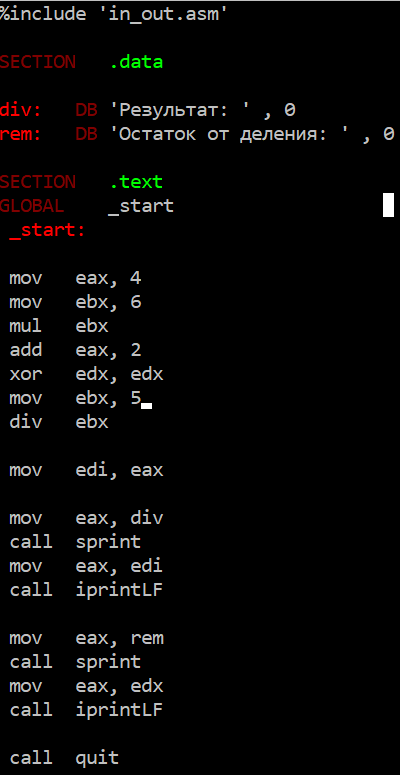 %include 'in_out.asm'
SECTION .data
div: DB 'Результат: ' , 0
rem: DB 'Остаток от деления: ' , 0
SECTION .text
GLOBAL _start
_start:
mov eax, 4
mov ebx, 6
mul ebx
add eax, 2
xor edx, edx
mov ebx, 5
div ebx
mov edi, eax
mov eax, div
call sprint
mov eax, edi
call iprintLF
mov eax, rem
call sprint
mov eax, edx
call iprintLF
call quit